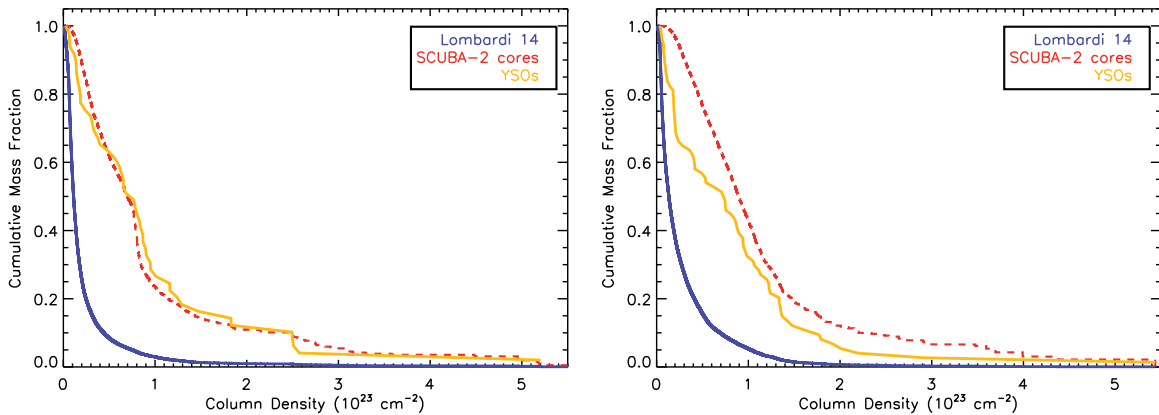 1.0
0.8
0.6
0.4
0.2
0.0
Cumulative Mass Fraction
Lombardi 14
SCUBA-2 cores
YSOs
0 1 2 3 4 5
Column Density (10²³ cm⁻²)
1.0
0.8
0.6
0.4
0.2
0.0
Cumulative Mass Fraction
Lombardi 14
SCUBA-2 cores
YSOs
0 1 2 3 4 5
Column Density (10²³ cm⁻²)